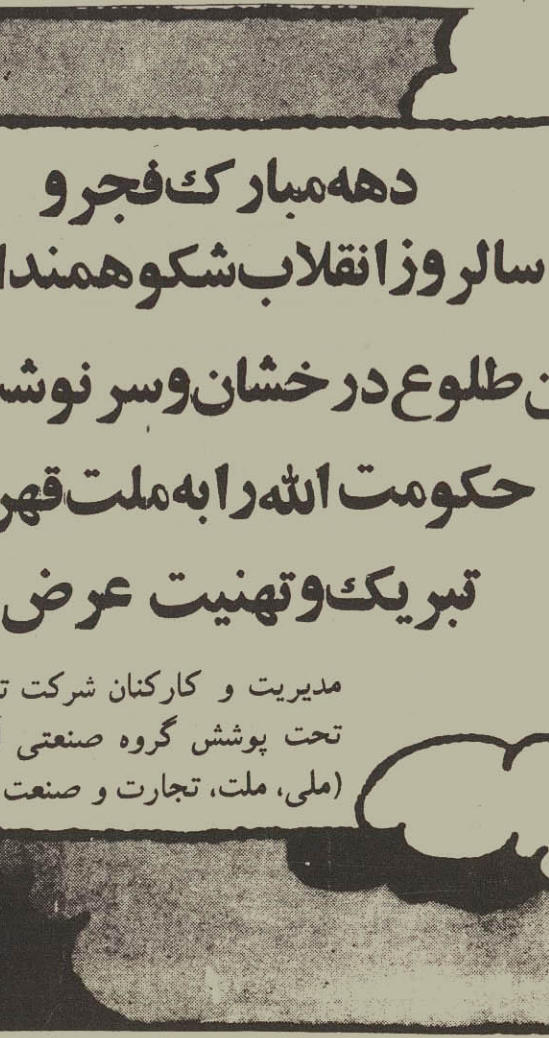 دهه مبارک فجر و
سالروز انقلاب
طلوع درخشان و
حکومت الله را به ملت
تبریک و تهنیت عرض
مدیریت و کارکنان شرکت
تحت پوشش گروه صنعتی
(ملی، ملت، تجارت و صنعت